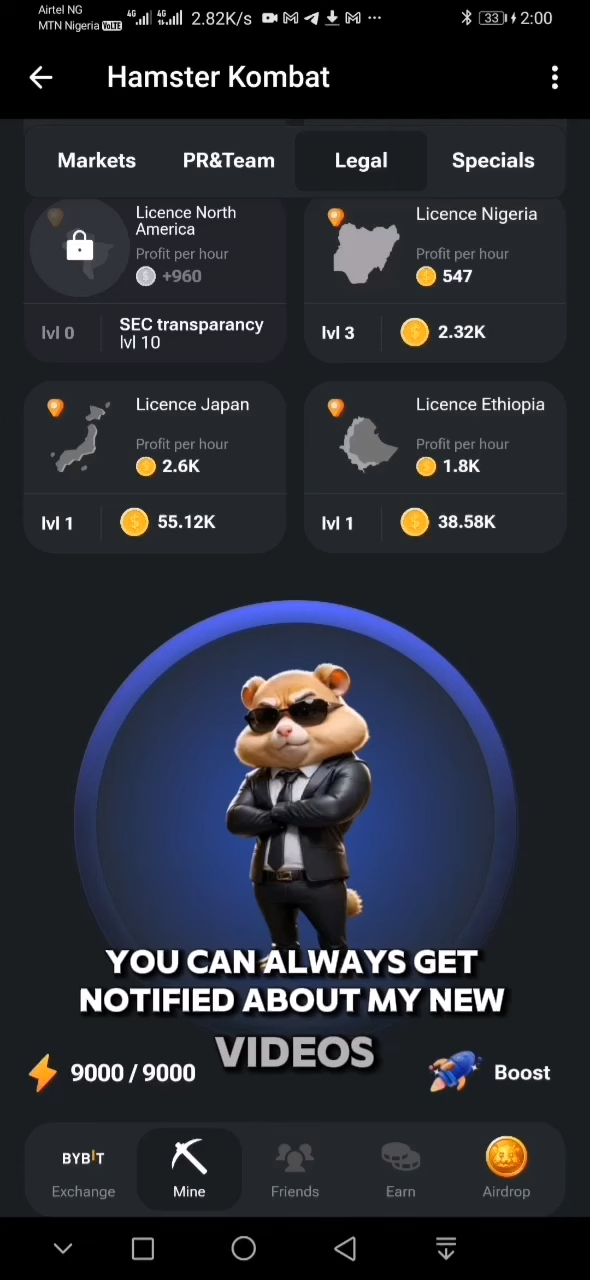 Airtel NG
MTN Nigeria VoLTE
4G 4G 2.82K/s 33 2:00
Hamster Kombat
Markets PR&Team Legal Specials
Licence North America
Profit per hour
+960
lvl 0 SEC transparancy lvl 10
Licence Nigeria
Profit per hour
547
lvl 3 2.32K
Licence Japan
Profit per hour
2.6K
lvl 1 55.12K
Licence Ethiopia
Profit per hour
1.8K
lvl 1 38.58K
YOU CAN ALWAYS GET
NOTIFIED ABOUT MY NEW
VIDEOS
9000 / 9000 Boost
BYBIT
Exchange Mine Friends Earn Airdrop